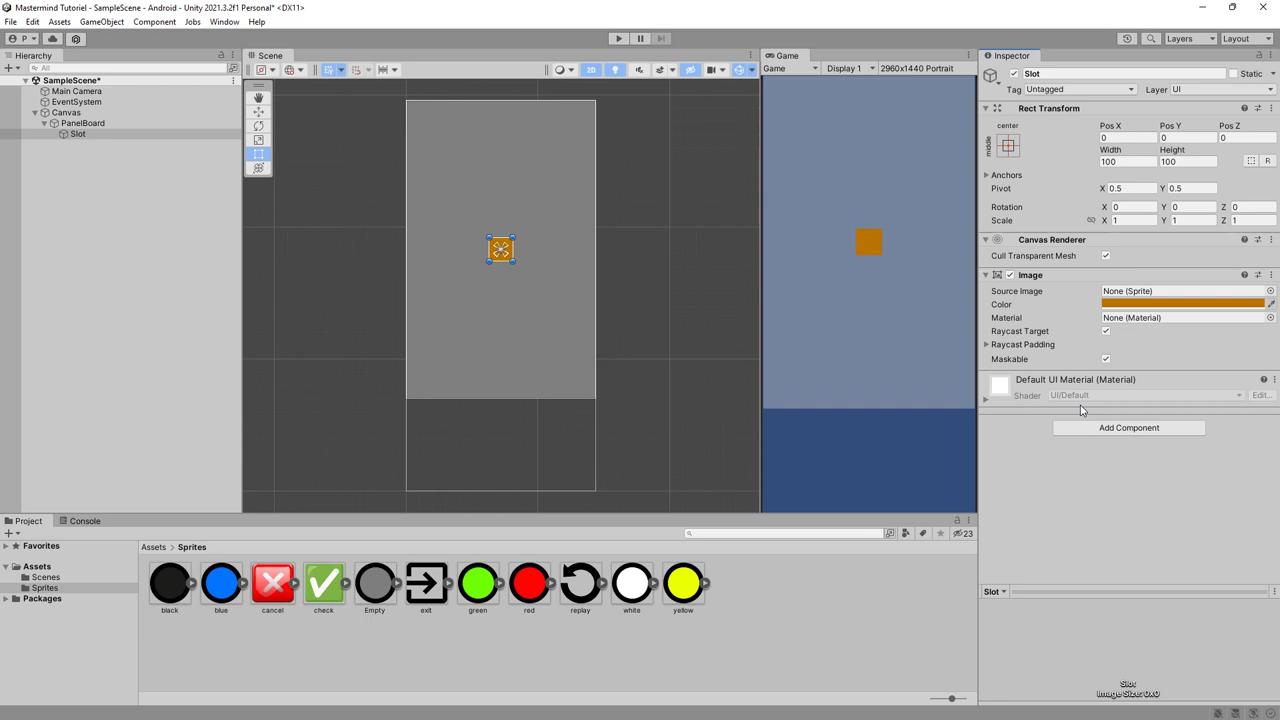 Mastermind Tutoriel - SampleScene - Android - Unity 2021.3.2f1 Personal* <DX11>
File Edit Assets GameObject Component Jobs Window Help
P Layers Layout
Hierarchy
All
SampleScene*
Main Camera
EventSystem
Canvas
PanelBoard
Slot
Scene
2D
Game
Game Display 1 2960x1440 Portrait
Inspector
Slot Static
Tag Untagged Layer UI
Rect Transform
center
middle
Pos X Pos Y Pos Z
0 0 0
Width Height
100 100 R
Anchors
Pivot X 0.5 Y 0.5
Rotation X 0 Y 0 Z 0
Scale X 1 Y 1 Z 1
Canvas Renderer
Cull Transparent Mesh
Image
Source Image None (Sprite)
Color
Material None (Material)
Raycast Target
Raycast Padding
Maskable
Default UI Material (Material)
Shader UI/Default Edit...
Add Component
Project Console
23
Favorites
Assets
Scenes
Sprites
Packages
Assets > Sprites
black blue cancel check Empty exit green red replay white yellow
Slot
Slot
Image Size: 0x0